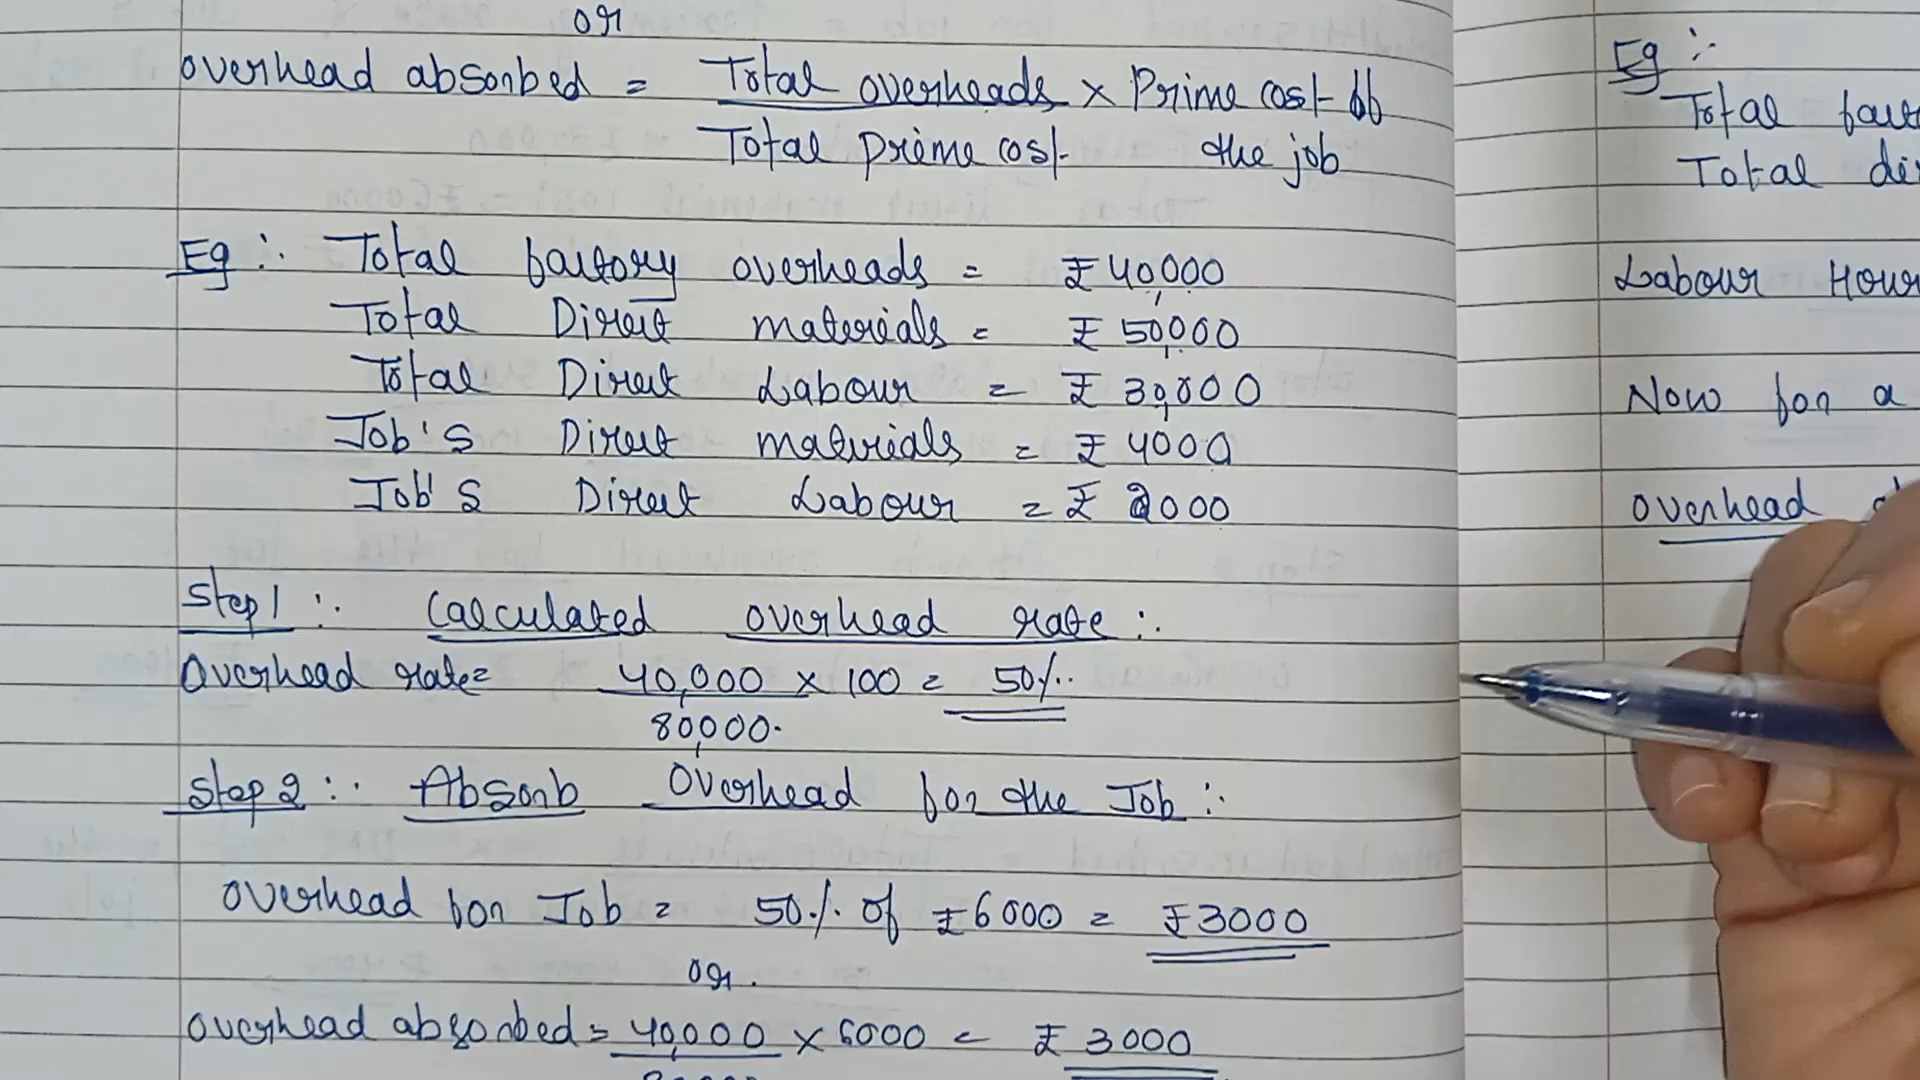 or
overhead absorbed = Total overheads × Prime cost of
Total prime cost the job
Eg :. Total factory overheads = ₹ 40,000
Total Direct materials = ₹ 50,000
Total Direct Labour = ₹ 30,000
Job's Direct materials = ₹ 4000
Job's Direct Labour = ₹ 2000
Step 1 :. Calculated overhead rate :.
Overhead rate = 40,000 × 100 = 50%.
80,000.
Step 2 :. Absorb Overhead for the Job :.
overhead for Job = 50% of ₹6000 = ₹3000
or.
overhead absorbed = 40,000 × 6000 = ₹ 3000
Eg :.
Total
Total
Labour Hour
Now for a
overhead